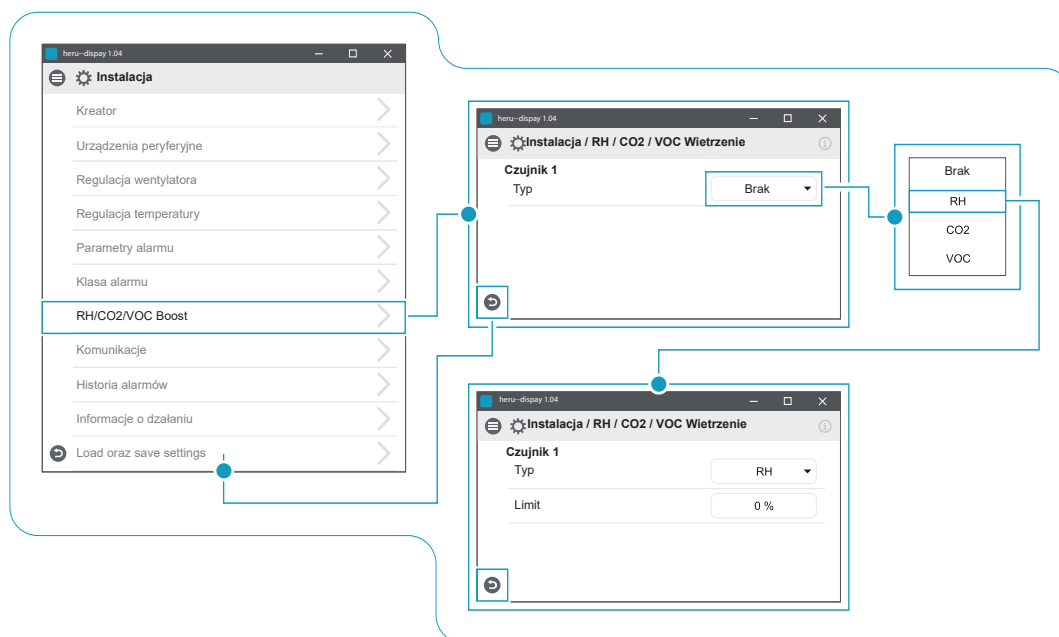 heru--dispay 1.04
Instalacja
Kreator
Urządzenia peryferyjne
Regulacja wentylatora
Regulacja temperatury
Parametry alarmu
Klasa alarmu
RH/CO2/VOC Boost
Komunikacje
Historia alarmów
Informacje o dzałaniu
Load oraz save settings
heru--dispay 1.04
Instalacja / RH / CO2 / VOC Wietrzenie
Czujnik 1
Typ Brak
Brak
RH
CO2
VOC
heru--dispay 1.04
Instalacja / RH / CO2 / VOC Wietrzenie
Czujnik 1
Typ RH
Limit 0 %